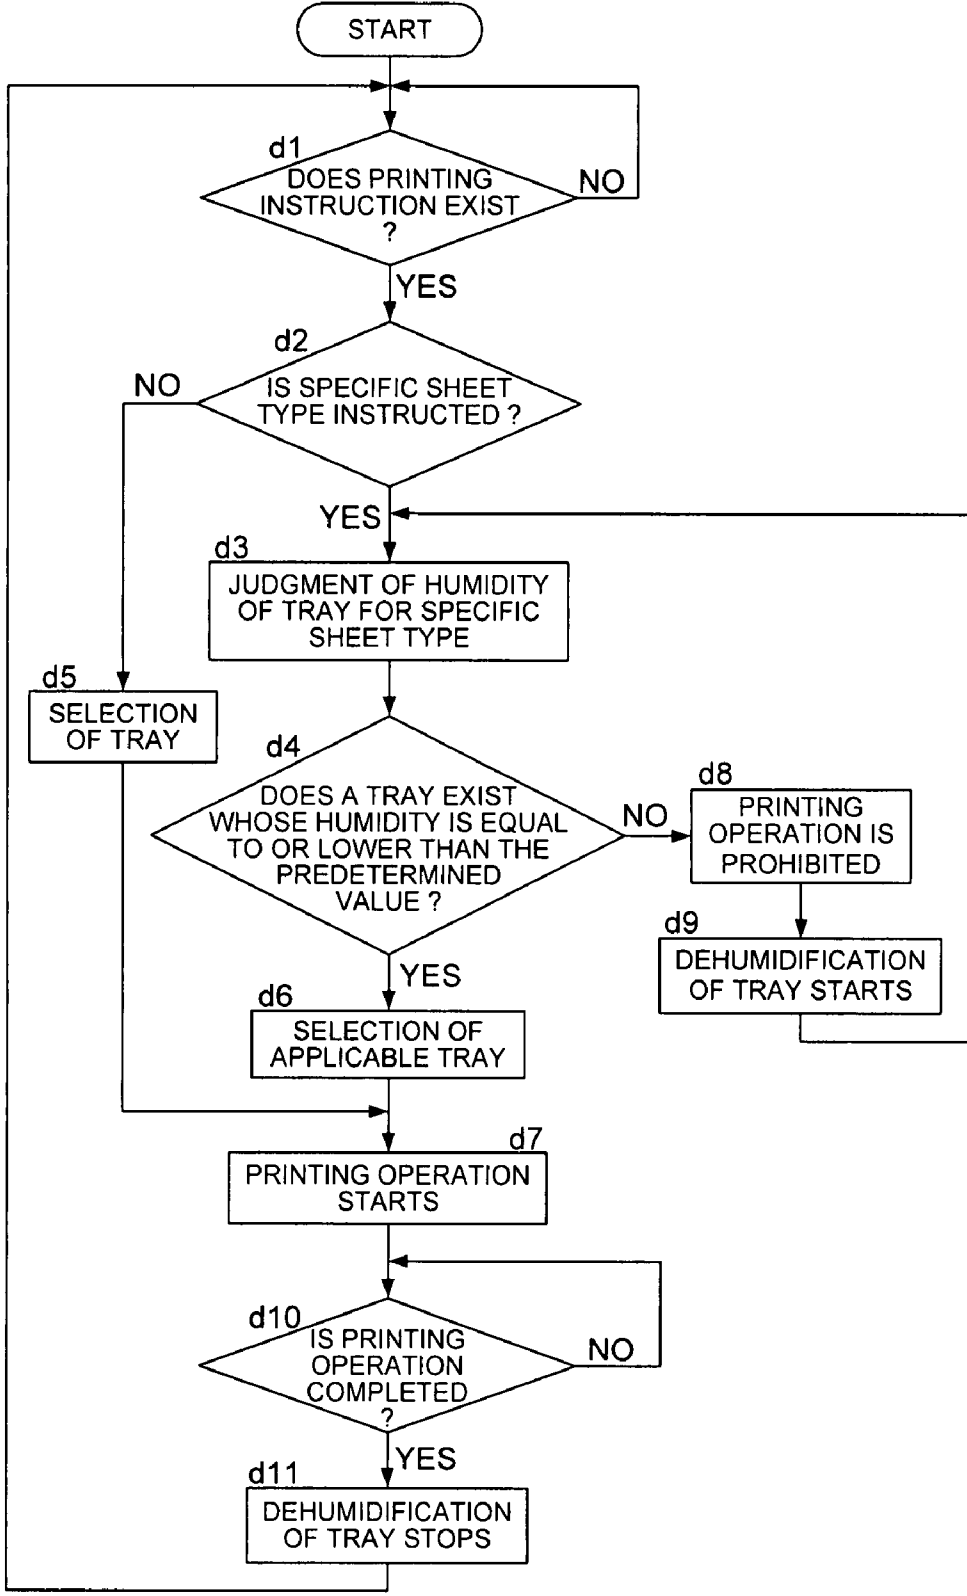 START
d1
DOES PRINTING
INSTRUCTION EXIST
?
NO
YES
d2
IS SPECIFIC SHEET
TYPE INSTRUCTED ?
NO
YES
d3
JUDGMENT OF HUMIDITY
OF TRAY FOR SPECIFIC
SHEET TYPE
d5
SELECTION
OF TRAY
d4
DOES A TRAY EXIST
WHOSE HUMIDITY IS EQUAL
TO OR LOWER THAN THE
PREDETERMINED
VALUE ?
NO
d8
PRINTING
OPERATION IS
PROHIBITED
d9
DEHUMIDIFICATION
OF TRAY STARTS
YES
d6
SELECTION OF
APPLICABLE TRAY
d7
PRINTING OPERATION
STARTS
d10
IS PRINTING
OPERATION
COMPLETED
?
NO
YES
d11
DEHUMIDIFICATION
OF TRAY STOPS